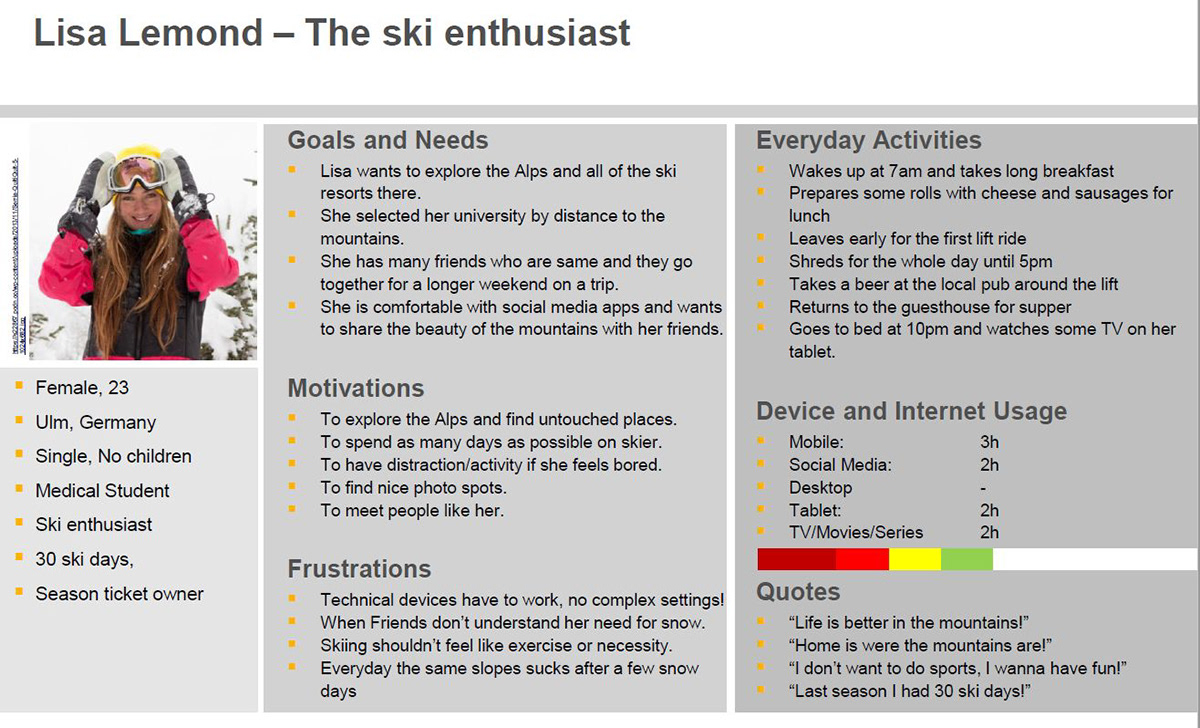 Lisa Lemond – The ski enthusiast
Female, 23
Ulm, Germany
Single, No children
Medical Student
Ski enthusiast
30 ski days,
Season ticket owner
Goals and Needs
Lisa wants to explore the Alps and all of the ski
resorts there.
She selected her university by distance to the
mountains.
She has many friends who are same and they go
together for a longer weekend on a trip.
She is comfortable with social media apps and wants
to share the beauty of the mountains with her friends.
Motivations
To explore the Alps and find untouched places.
To spend as many days as possible on skier.
To have distraction/activity if she feels bored.
To find nice photo spots.
To meet people like her.
Frustrations
Technical devices have to work, no complex settings!
When Friends don’t understand her need for snow.
Skiing shouldn’t feel like exercise or necessity.
Everyday the same slopes sucks after a few snow
days
Everyday Activities
Wakes up at 7am and takes long breakfast
Prepares some rolls with cheese and sausages for
lunch
Leaves early for the first lift ride
Shreds for the whole day until 5pm
Takes a beer at the local pub around the lift
Returns to the guesthouse for supper
Goes to bed at 10pm and watches some TV on her
tablet.
Device and Internet Usage
Mobile: 3h
Social Media: 2h
Desktop -
Tablet: 2h
TV/Movies/Series 2h
Quotes
“Life is better in the mountains!”
“Home is were the mountains are!”
“I don’t want to do sports, I wanna have fun!”
“Last season I had 30 ski days!”